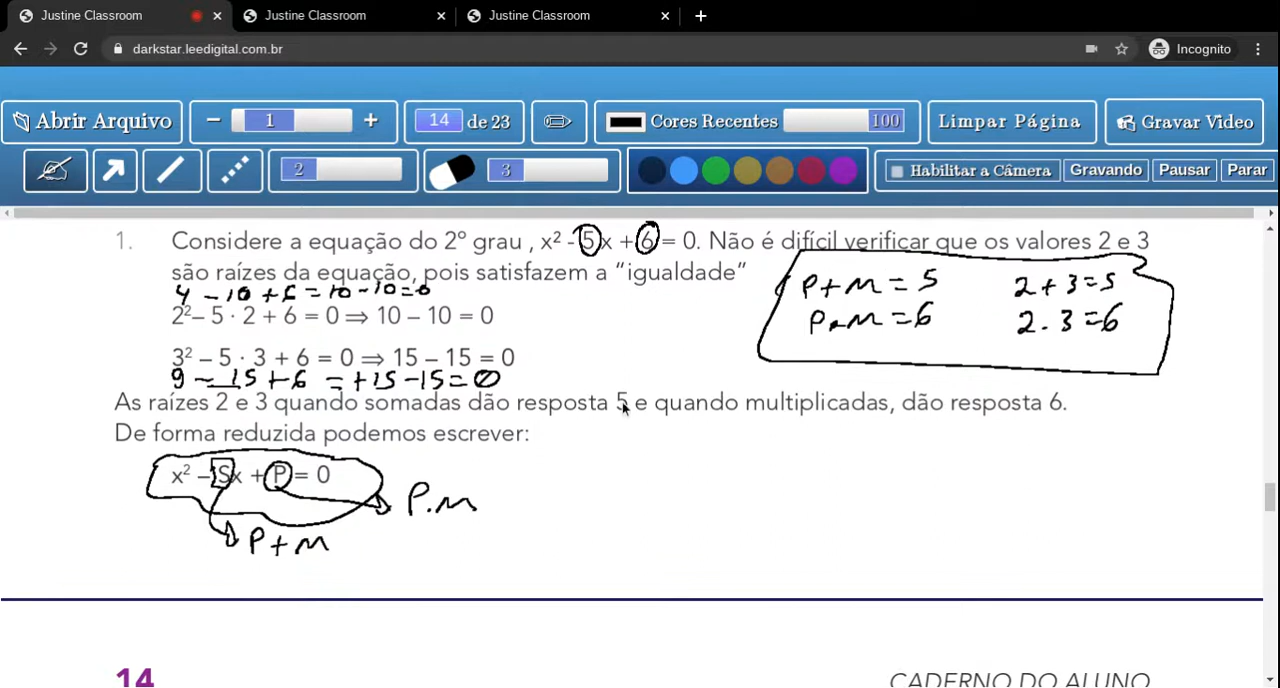 Justine Classroom
Justine Classroom
Justine Classroom
darkstar.leedigital.com.br
Incognito
Abrir Arquivo
− 1 +
14 de 23
Cores Recentes 100
Limpar Página
Gravar Video
2
3
Habilitar a Câmera
Gravando
Pausar
Parar
1. Considere a equação do 2º grau , x² - 5x + 6 = 0. Não é difícil verificar que os valores 2 e 3
são raízes da equação, pois satisfazem a “igualdade”
4 - 10 + 6 = 10 - 10 = 0
2² – 5 · 2 + 6 = 0 ⇒ 10 – 10 = 0
3² – 5 · 3 + 6 = 0 ⇒ 15 – 15 = 0
9 - 15 + 6 = +15 - 15 = 0
P + M = 5 2 + 3 = 5
P . M = 6 2 . 3 = 6
As raízes 2 e 3 quando somadas dão resposta 5 e quando multiplicadas, dão resposta 6.
De forma reduzida podemos escrever:
x² – Sx + P = 0
P . M
P + M
14
CADERNO DO ALUNO